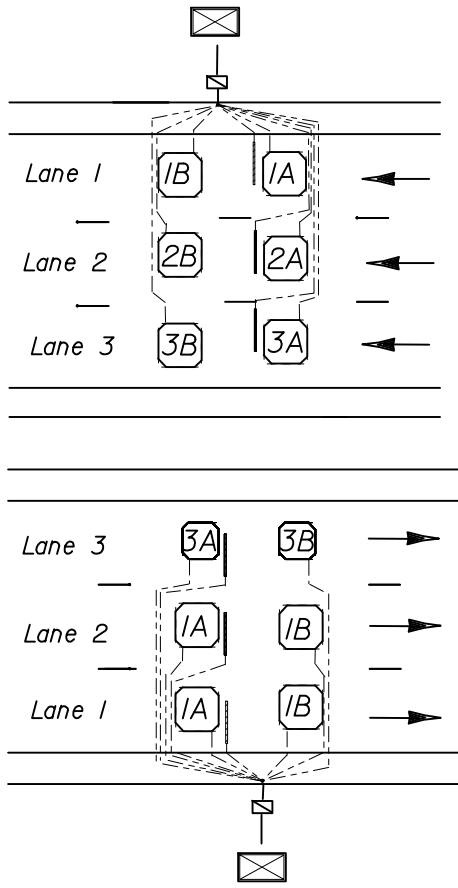 Lane 1 1B 1A
Lane 2 2B 2A
Lane 3 3B 3A
Lane 3 3A 3B
Lane 2 1A 1B
Lane 1 1A 1B